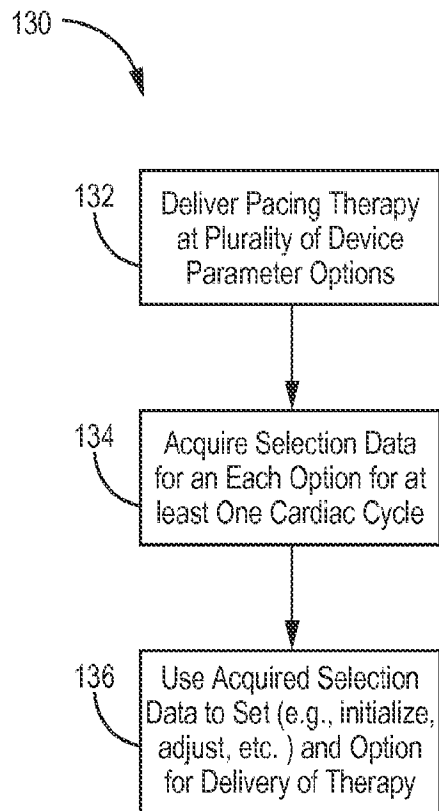 130
132
Deliver Pacing Therapy
at Plurality of Device
Parameter Options
134
Acquire Selection Data
for an Each Option for at
least One Cardiac Cycle
136
Use Acquired Selection
Data to Set (e.g., initialize,
adjust, etc. ) and Option
for Delivery of Therapy